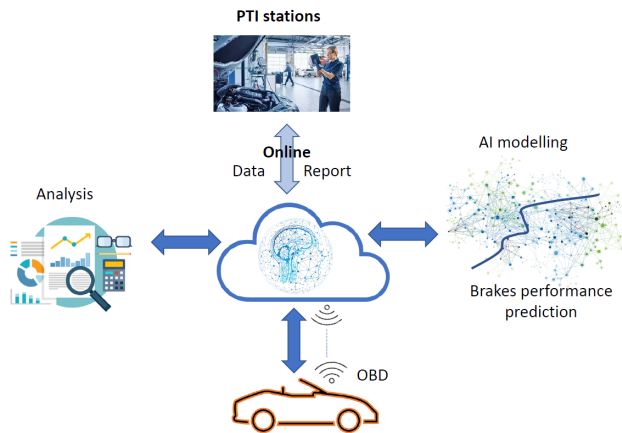 PTI stations
Online
Data Report
AI modelling
Analysis
Brakes performance
prediction
OBD